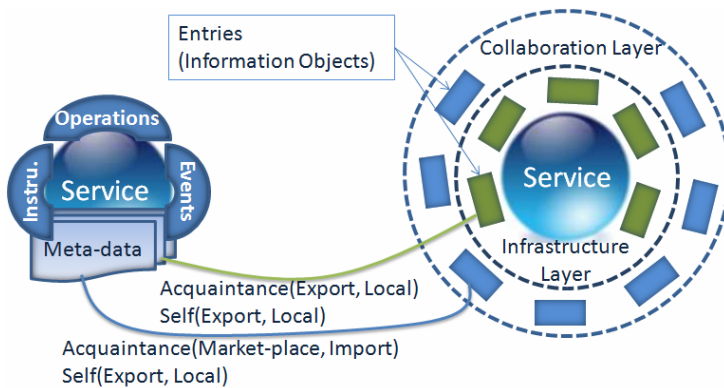 Entries
(Information Objects)
Collaboration Layer
Operations
Instru.
Service
Events
Meta-data
Service
Infrastructure
Layer
Acquaintance(Export, Local)
Self(Export, Local)
Acquaintance(Market-place, Import)
Self(Export, Local)